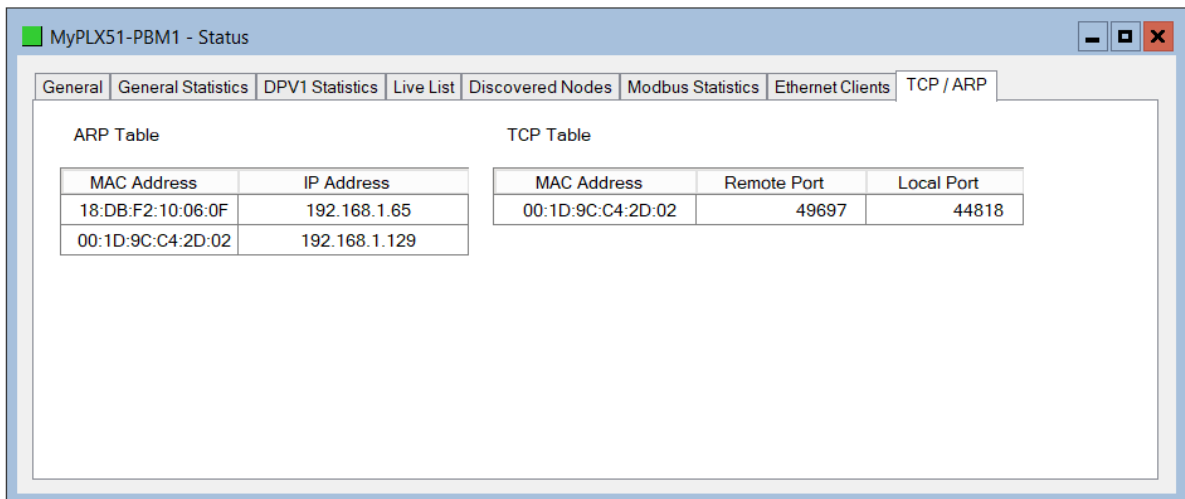 MyPLX51-PBM1 - Status
General General Statistics DPV1 Statistics Live List Discovered Nodes Modbus Statistics Ethernet Clients TCP / ARP
ARP Table TCP Table
MAC Address IP Address MAC Address Remote Port Local Port
18:DB:F2:10:06:0F 192.168.1.65 00:1D:9C:C4:2D:02 49697 44818
00:1D:9C:C4:2D:02 192.168.1.129